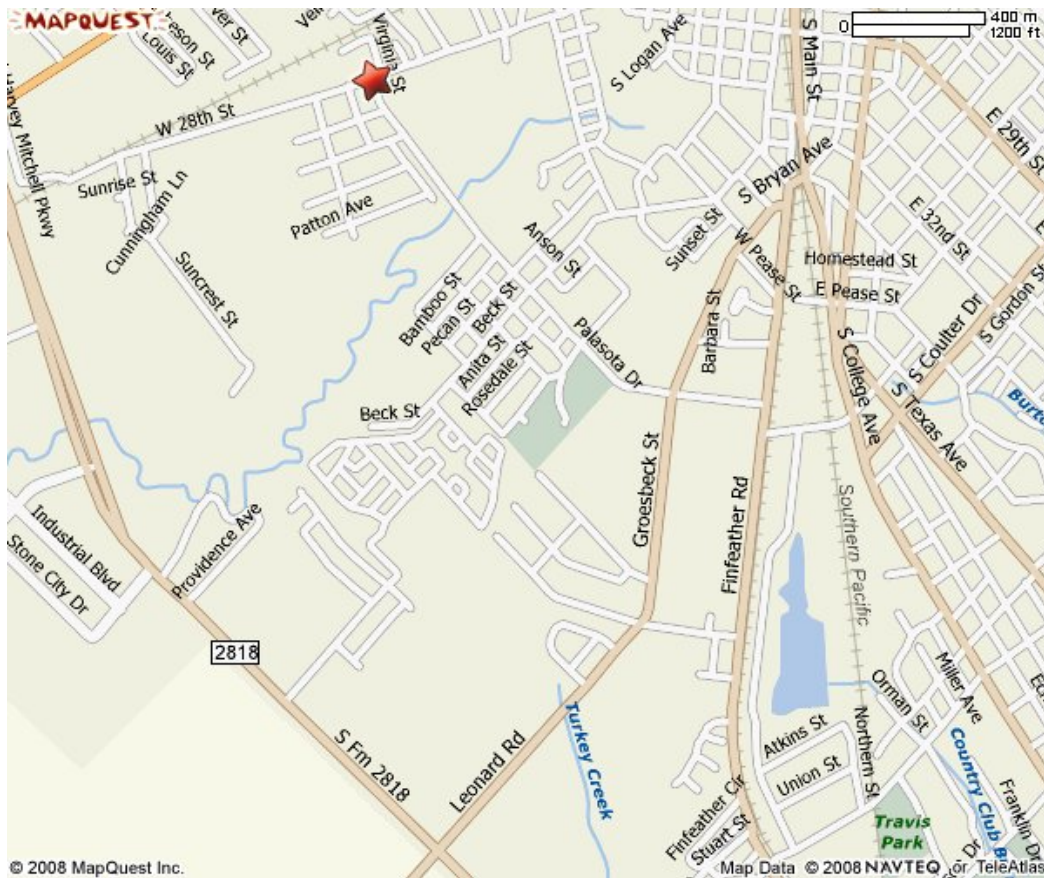 MAPQUEST
400 m
0
1200 ft
Louis St
Virginia St
S Logan Ave
S Main St
Harvey Mitchell Pkwy
W 28th St
E 29th St
Sunrise St
Cunningham Ln
Patton Ave
S Bryan Ave
Suncrest St
Anson St
Sunset St
W Pease St
E 32nd St
Homestead St
E Pease St
Bamboo St
Pecan St
Beck St
Anita St
Rosedale St
Palasota Dr
Barbara St
S Coulter Dr
S Gordon St
S College Ave
S Texas Ave
Beck St
Groesbeck St
Finfeather Rd
Southern Pacific
Industrial Blvd
Stone City Dr
Providence Ave
2818
S Fm 2818
Leonard Rd
Turkey Creek
Orman St
Miller Ave
Northern St
Atkins St
Union St
Finfeather Cir
Stuart St
Country Club
Franklin Dr
Travis
Park
Dr
© 2008 MapQuest Inc.
Map Data © 2008 NAVTEQ or TeleAtlas